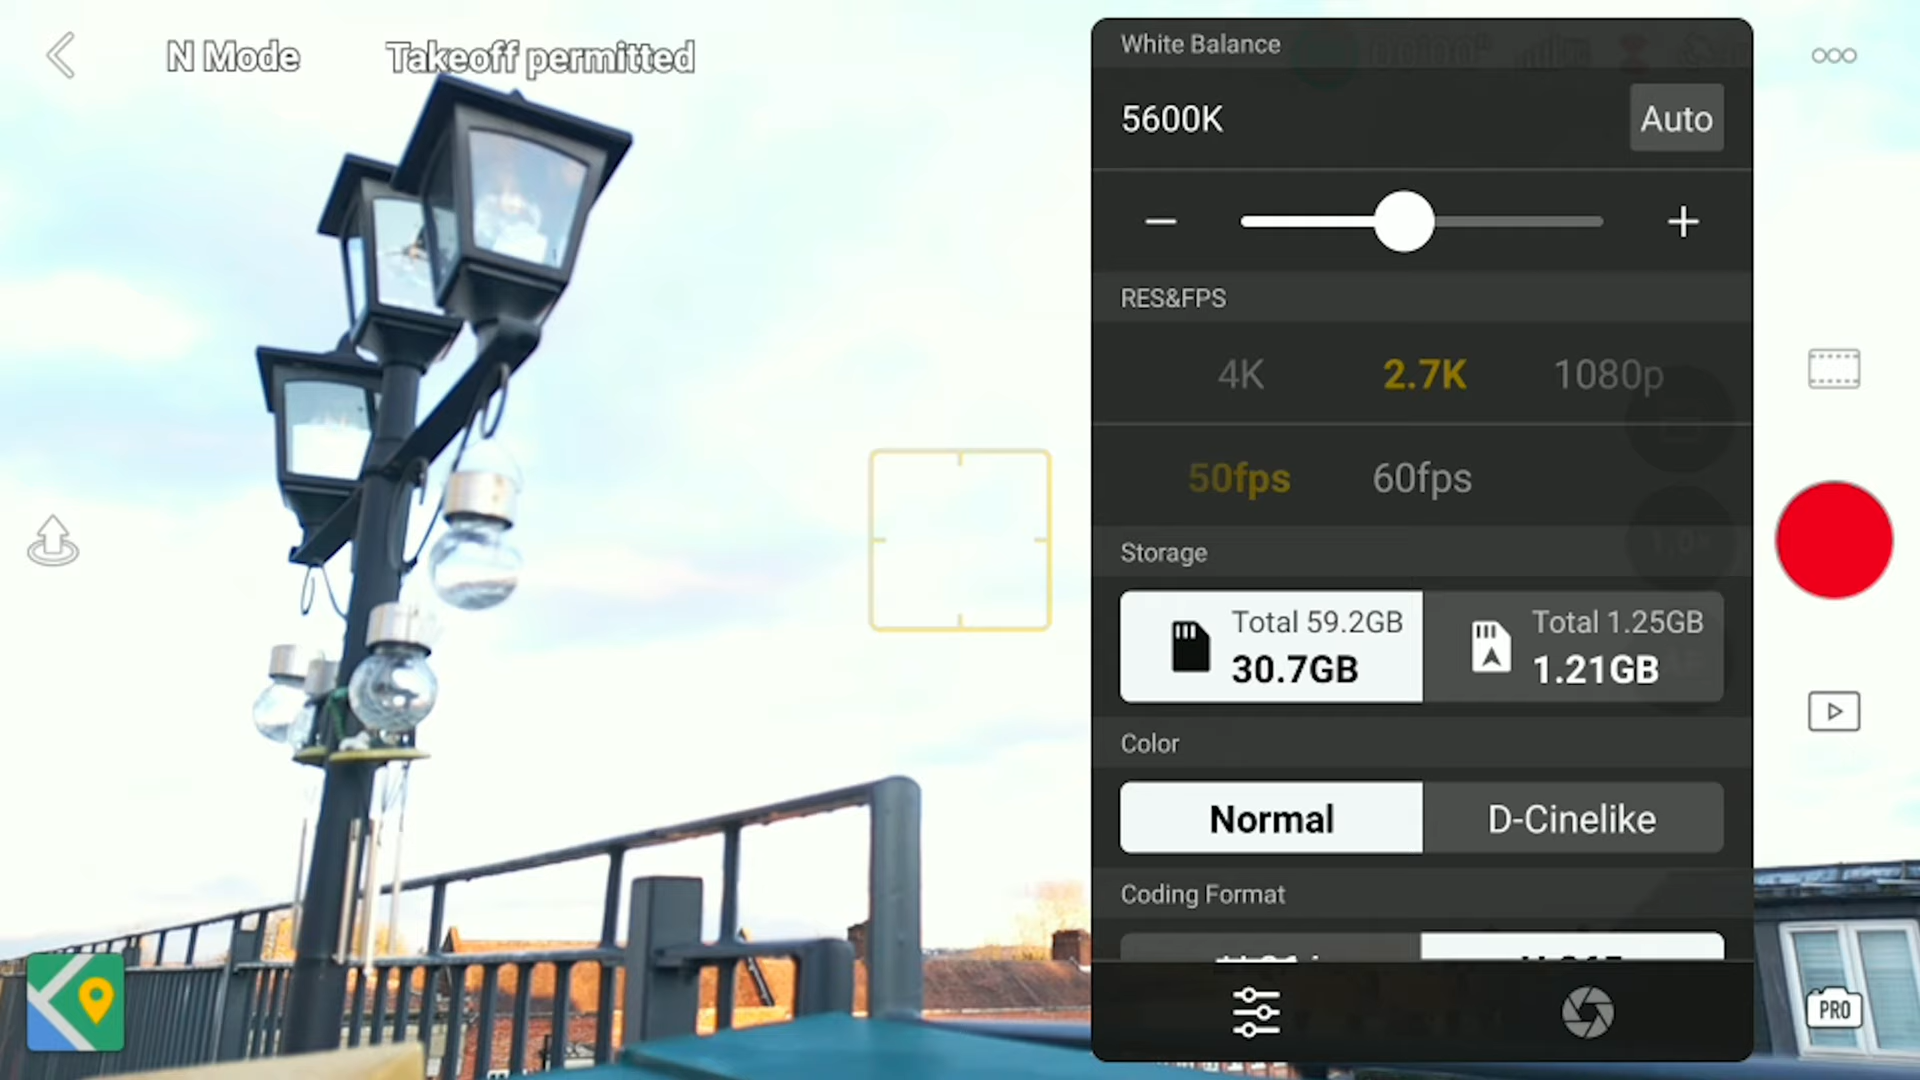 N Mode
Takeoff permitted
White Balance
5600K
Auto
RES&FPS
4K
2.7K
1080p
50fps
60fps
Storage
Total 59.2GB
30.7GB
Total 1.25GB
1.21GB
Color
Normal
D-Cinelike
Coding Format
PRO